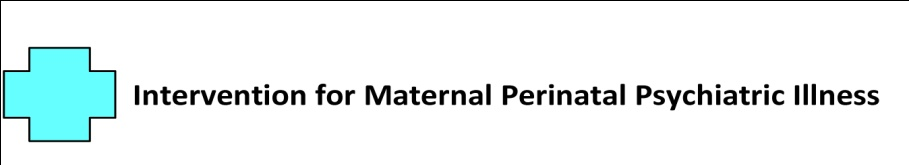 Intervention for Maternal Perinatal Psychiatric Illness